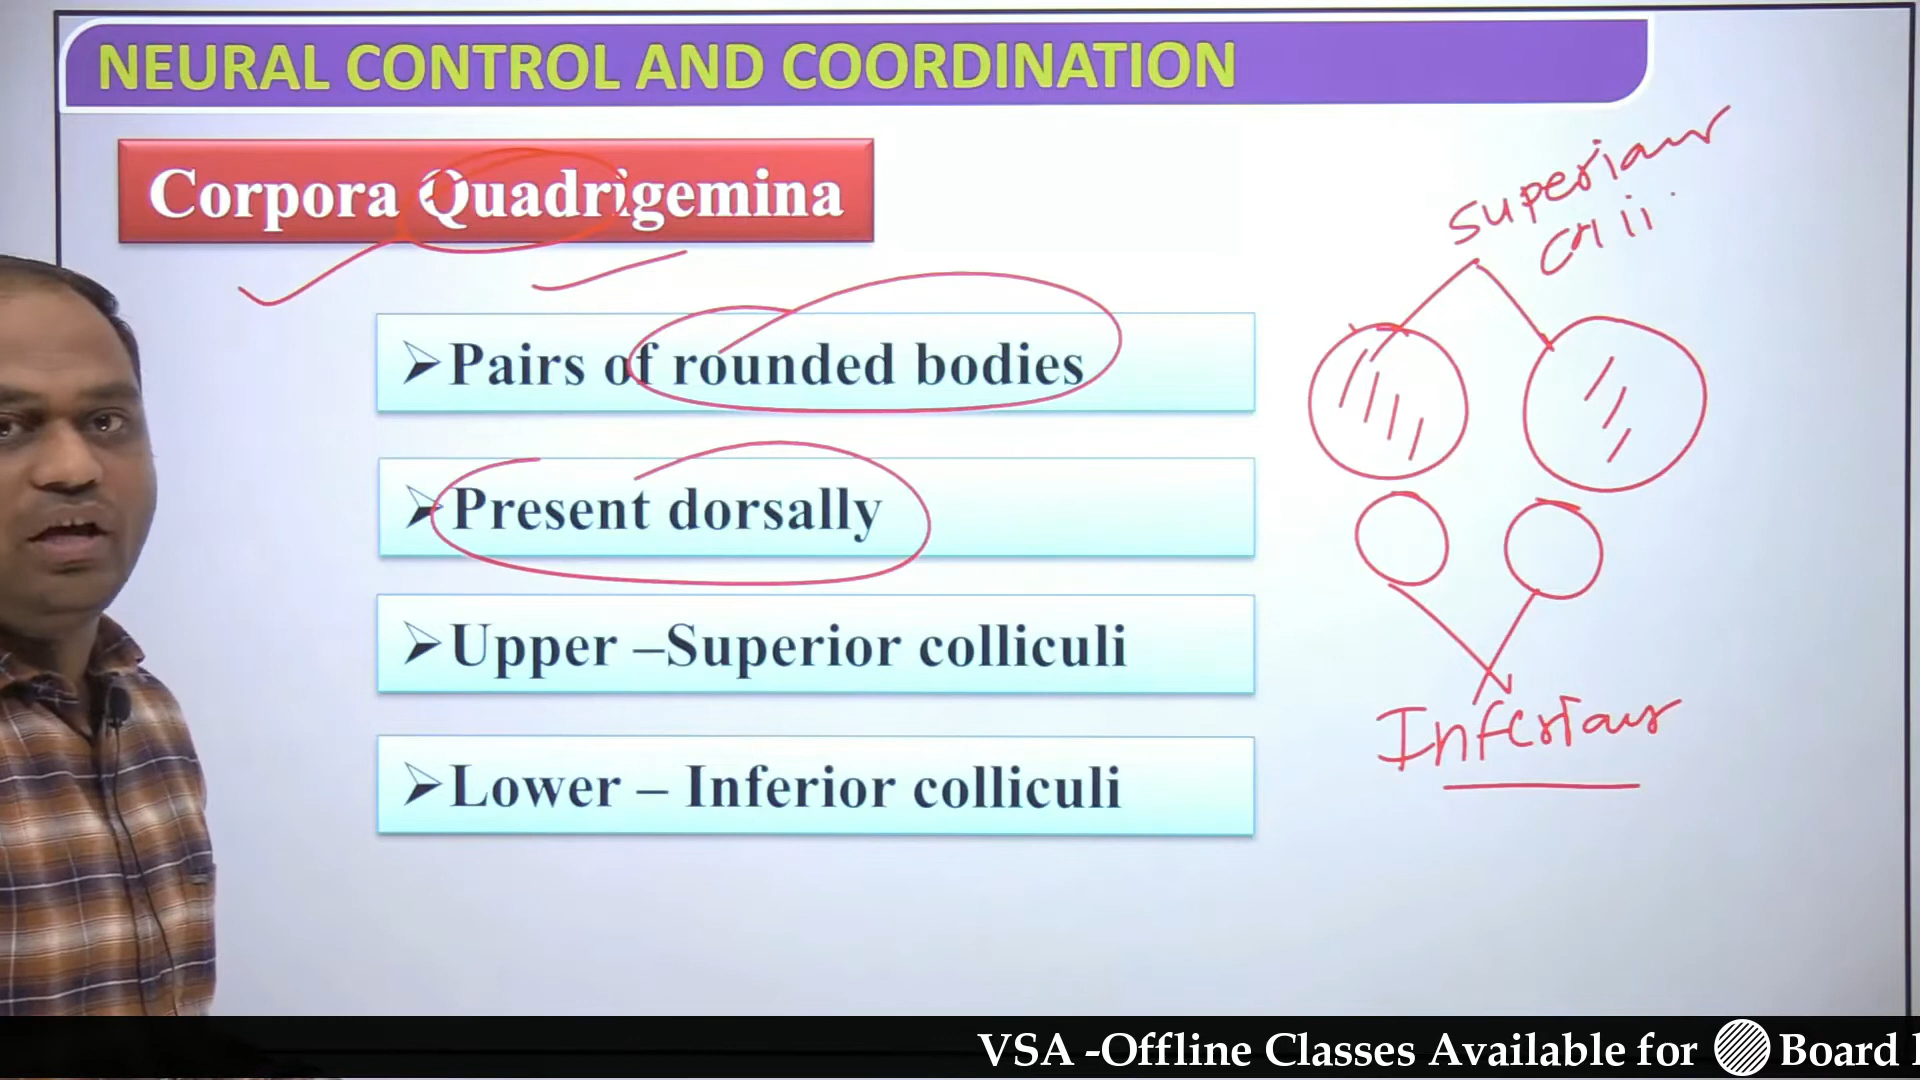 NEURAL CONTROL AND COORDINATION
Corpora Quadrigemina
➢Pairs of rounded bodies
➢Present dorsally
➢Upper –Superior colliculi
➢Lower – Inferior colliculi
Superiaur
Inferiaur
VSA -Offline Classes Available for Board